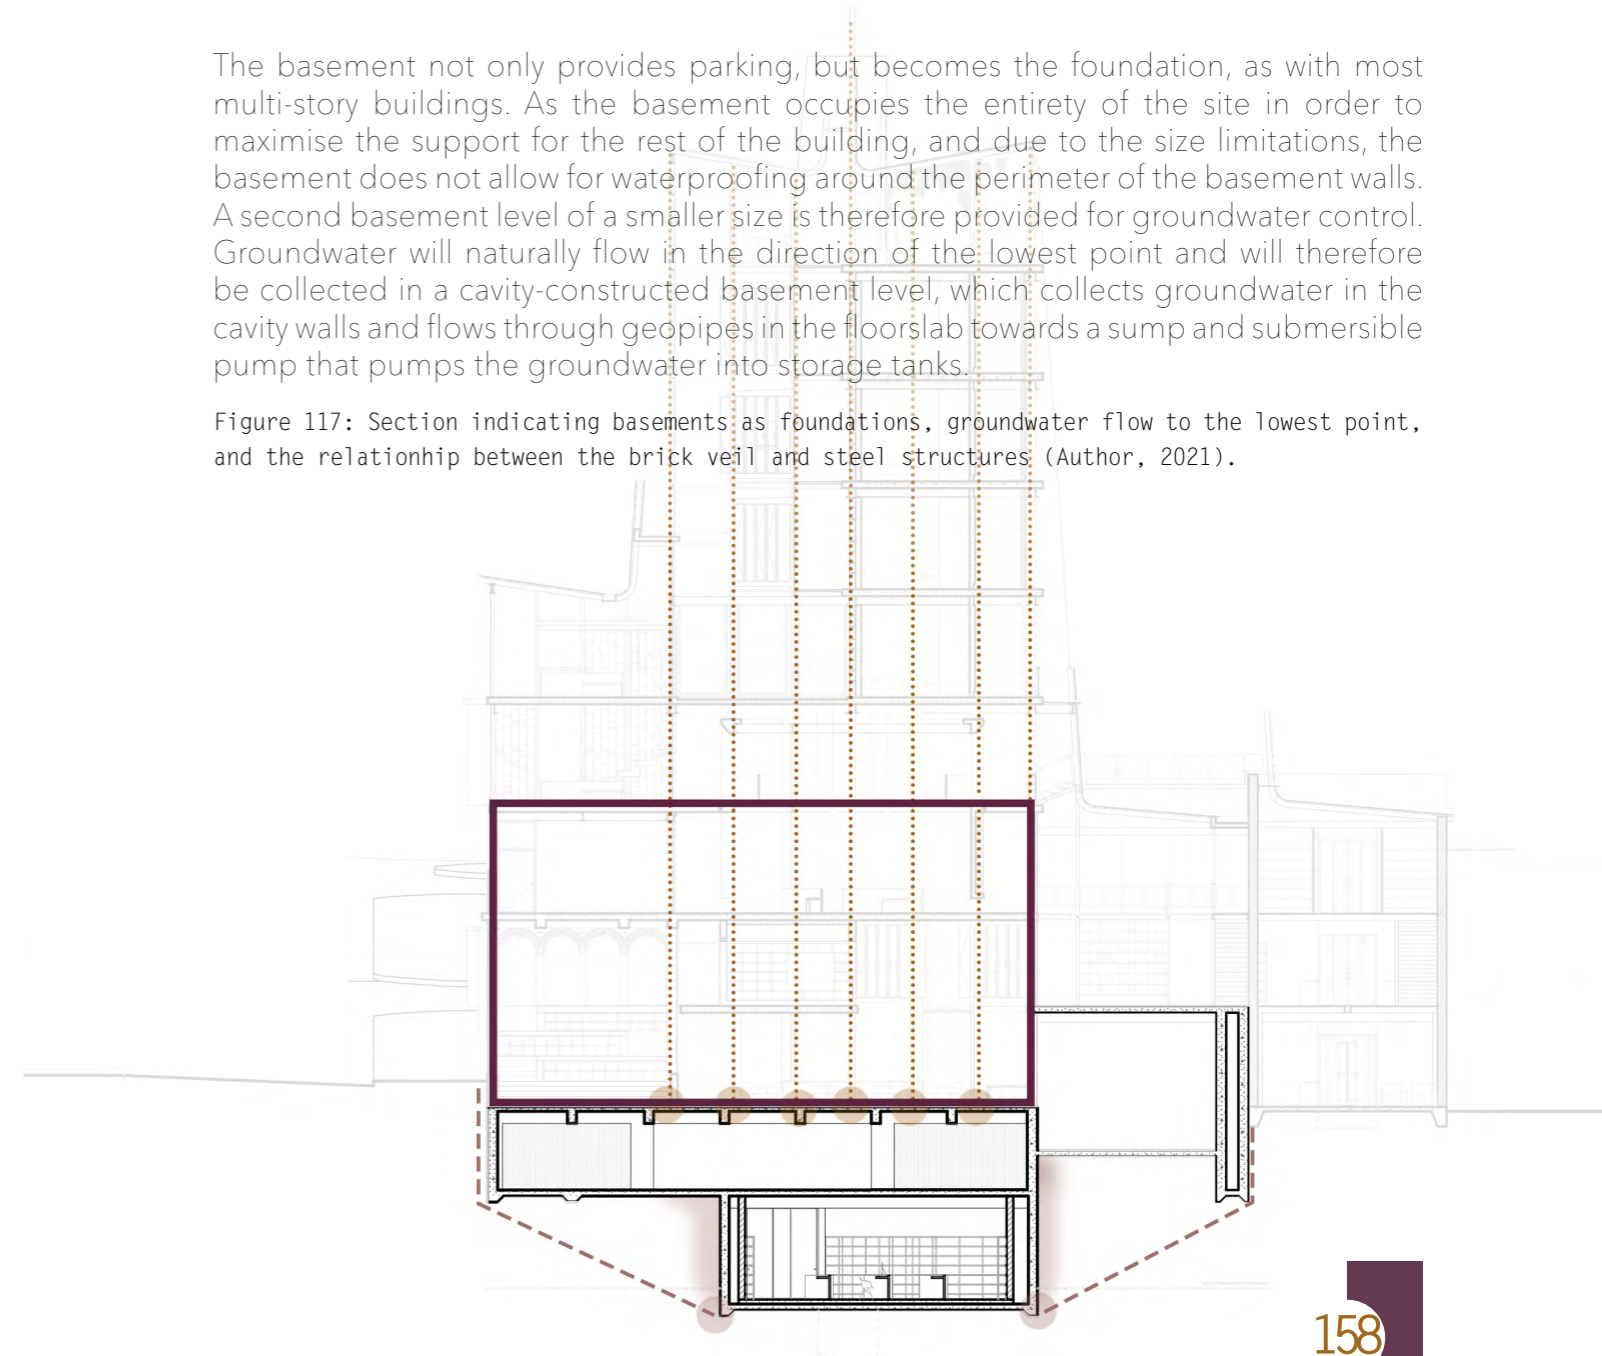 The basement not only provides parking, but becomes the foundation, as with most
multi-story buildings. As the basement occupies the entirety of the site in order to
maximise the support for the rest of the building, and due to the size limitations, the
basement does not allow for waterproofing around the perimeter of the basement walls.
A second basement level of a smaller size is therefore provided for groundwater control.
Groundwater will naturally flow in the direction of the lowest point and will therefore
be collected in a cavity-constructed basement level, which collects groundwater in the
cavity walls and flows through geopipes in the floorslab towards a sump and submersible
pump that pumps the groundwater into storage tanks.
Figure 117: Section indicating basements as foundations, groundwater flow to the lowest point,
and the relationhip between the brick veil and steel structures (Author, 2021).
158